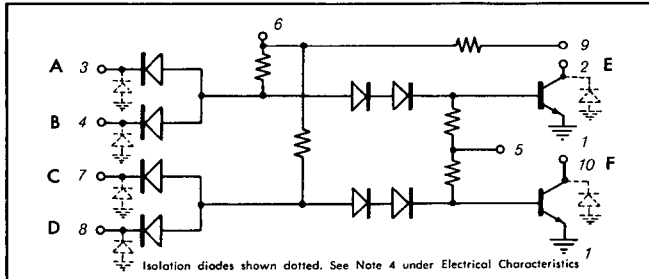 6
A 3
9
2 E
B 4
1
5
C 7
10 F
D 8
1
Isolation diodes shown dotted. See Note 4 under Electrical Characteristics